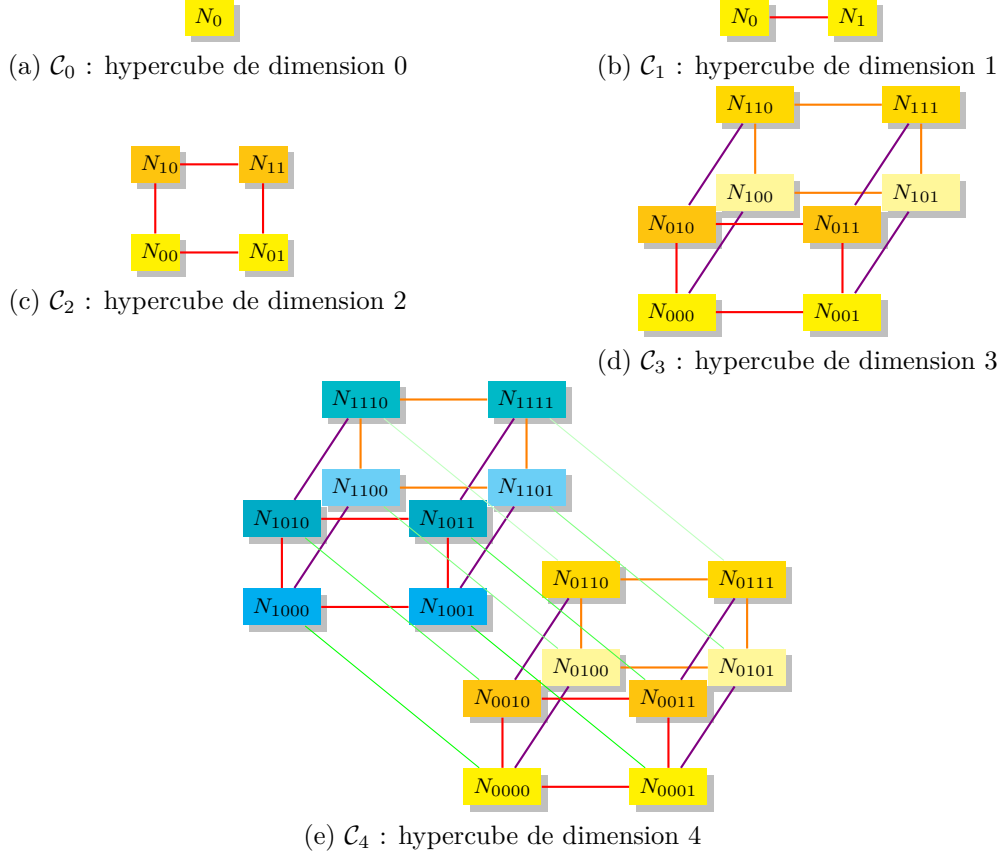 N₀
(a) 𝒞₀ : hypercube de dimension 0
N₀ N₁
(b) 𝒞₁ : hypercube de dimension 1
N₁₀ N₁₁
N₀₀ N₀₁
(c) 𝒞₂ : hypercube de dimension 2
N₁₁₀ N₁₁₁
N₁₀₀ N₁₀₁
N₀₁₀ N₀₁₁
N₀₀₀ N₀₀₁
(d) 𝒞₃ : hypercube de dimension 3
N₁₁₁₀ N₁₁₁₁
N₁₁₀₀ N₁₁₀₁
N₁₀₁₀ N₁₀₁₁
N₀₁₁₀ N₀₁₁₁
N₁₀₀₀ N₁₀₀₁
N₀₁₀₀ N₀₁₀₁
N₀₀₁₀ N₀₀₁₁
N₀₀₀₀ N₀₀₀₁
(e) 𝒞₄ : hypercube de dimension 4